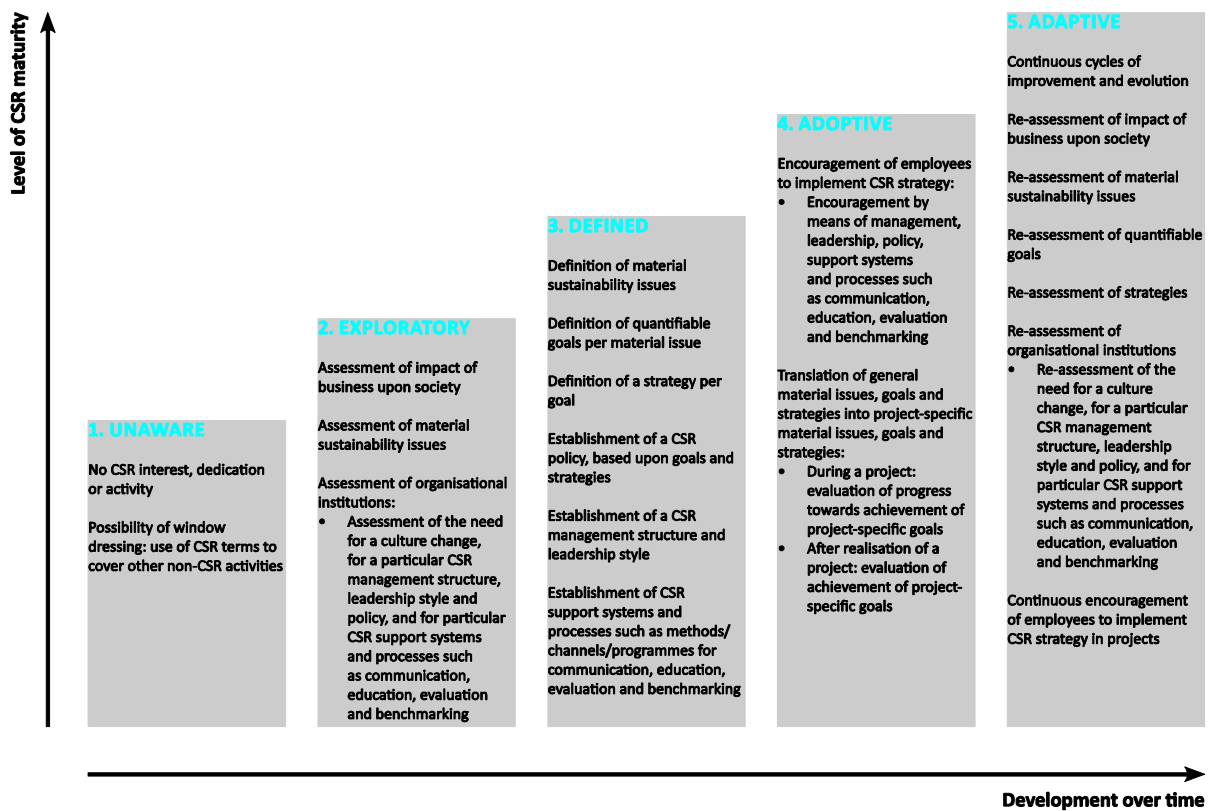 Level of CSR maturity
1. UNAWARE
No CSR interest, dedication
or activity
Possibility of window
dressing: use of CSR terms to
cover other non-CSR activities
2. EXPLORATORY
Assessment of impact of
business upon society
Assessment of material
sustainability issues
Assessment of organisational
institutions:
• Assessment of the need
for a culture change,
for a particular CSR
management structure,
leadership style and
policy, and for particular
CSR support systems
and processes such
as communication,
education, evaluation
and benchmarking
3. DEFINED
Definition of material
sustainability issues
Definition of quantifiable
goals per material issue
Definition of a strategy per
goal
Establishment of a CSR
policy, based upon goals and
strategies
Establishment of a CSR
management structure and
leadership style
Establishment of CSR
support systems and
processes such as methods/
channels/programmes for
communication, education,
evaluation and benchmarking
4. ADOPTIVE
Encouragement of employees
to implement CSR strategy:
• Encouragement by
means of management,
leadership, policy,
support systems
and processes such
as communication,
education, evaluation
and benchmarking
Translation of general
material issues, goals and
strategies into project-specific
material issues, goals and
strategies:
• During a project:
evaluation of progress
towards achievement of
project-specific goals
• After realisation of a
project: evaluation of
achievement of project-
specific goals
5. ADAPTIVE
Continuous cycles of
improvement and evolution
Re-assessment of impact of
business upon society
Re-assessment of material
sustainability issues
Re-assessment of quantifiable
goals
Re-assessment of strategies
Re-assessment of
organisational institutions
• Re-assessment of the
need for a culture
change, for a particular
CSR management
structure, leadership
style and policy, and for
particular CSR support
systems and processes
such as communication,
education, evaluation
and benchmarking
Continuous encouragement
of employees to implement
CSR strategy in projects
Development over time